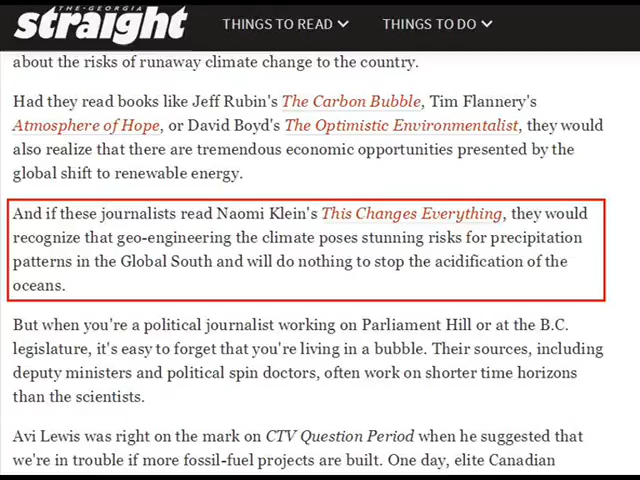 THE-GEORGIA
straight
THINGS TO READ THINGS TO DO
about the risks of runaway climate change to the country.
Had they read books like Jeff Rubin's The Carbon Bubble, Tim Flannery's
Atmosphere of Hope, or David Boyd's The Optimistic Environmentalist, they would
also realize that there are tremendous economic opportunities presented by the
global shift to renewable energy.
And if these journalists read Naomi Klein's This Changes Everything, they would
recognize that geo-engineering the climate poses stunning risks for precipitation
patterns in the Global South and will do nothing to stop the acidification of the
oceans.
But when you're a political journalist working on Parliament Hill or at the B.C.
legislature, it's easy to forget that you're living in a bubble. Their sources, including
deputy ministers and political spin doctors, often work on shorter time horizons
than the scientists.
Avi Lewis was right on the mark on CTV Question Period when he suggested that
we're in trouble if more fossil-fuel projects are built. One day, elite Canadian